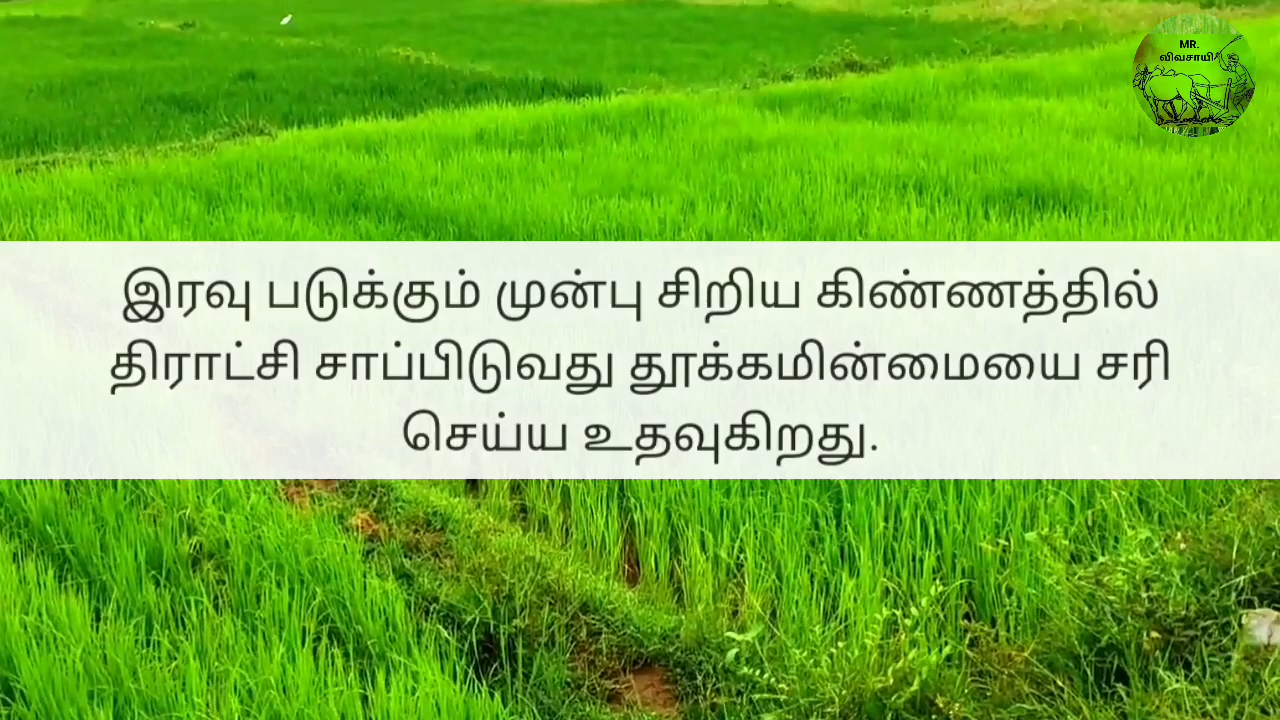 MR.
விவசாயி
இரவு படுக்கும் முன்பு சிறிய கிண்ணத்தில்
திராட்சி சாப்பிடுவது தூக்கமின்மையை சரி
செய்ய உதவுகிறது.